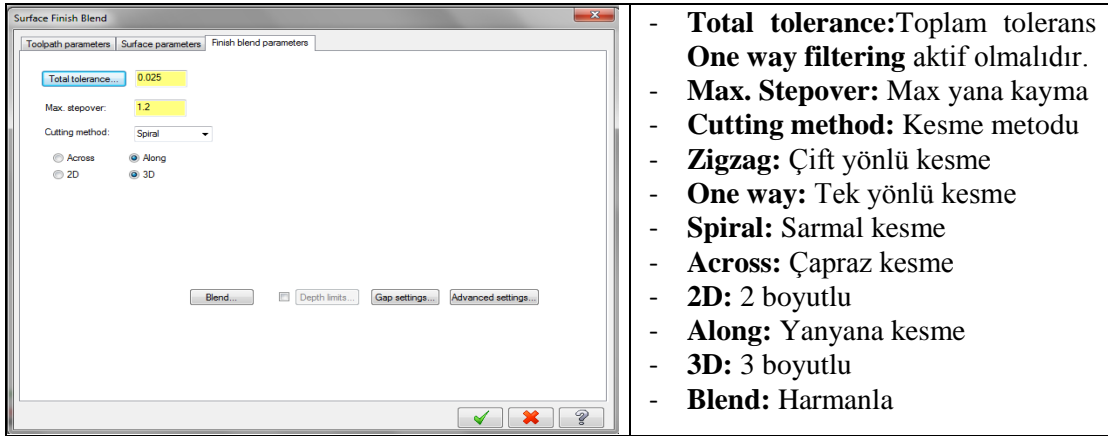 Surface Finish Blend
Toolpath parameters Surface parameters Finish blend parameters
Total tolerance... 0.025
Max. stepover: 1.2
Cutting method: Spiral
Across Along
2D 3D
Blend... Depth limits... Gap settings... Advanced settings...
- Total tolerance:Toplam tolerans
One way filtering aktif olmalıdır.
- Max. Stepover: Max yana kayma
- Cutting method: Kesme metodu
- Zigzag: Çift yönlü kesme
- One way: Tek yönlü kesme
- Spiral: Sarmal kesme
- Across: Çapraz kesme
- 2D: 2 boyutlu
- Along: Yanyana kesme
- 3D: 3 boyutlu
- Blend: Harmanla